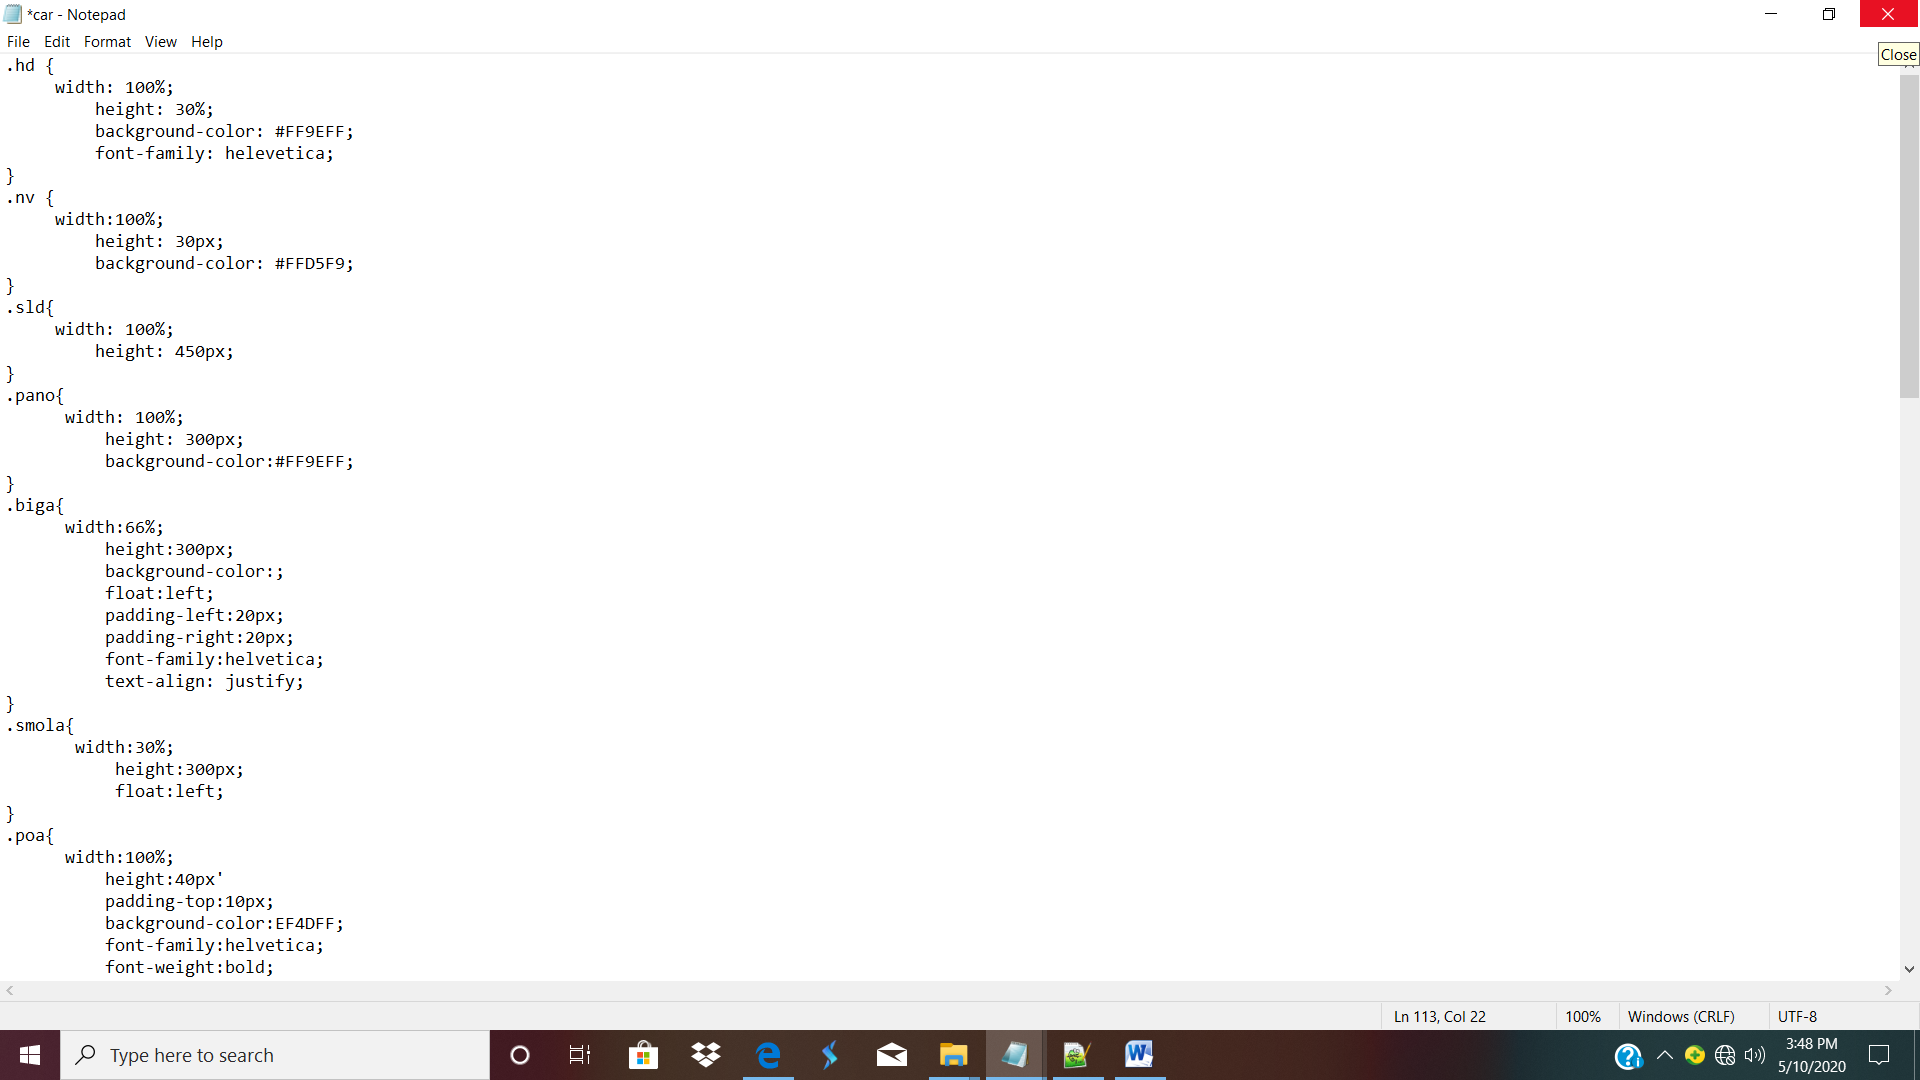 *car - Notepad
File Edit Format View Help
Close
.hd {
width: 100%;
height: 30%;
background-color: #FF9EFF;
font-family: helevetica;
}
.nv {
width:100%;
height: 30px;
background-color: #FFD5F9;
}
.sld{
width: 100%;
height: 450px;
}
.pano{
width: 100%;
height: 300px;
background-color:#FF9EFF;
}
.biga{
width:66%;
height:300px;
background-color:;
float:left;
padding-left:20px;
padding-right:20px;
font-family:helvetica;
text-align: justify;
}
.smola{
width:30%;
height:300px;
float:left;
}
.poa{
width:100%;
height:40px'
padding-top:10px;
background-color:EF4DFF;
font-family:helvetica;
font-weight:bold;
Ln 113, Col 22 100% Windows (CRLF) UTF-8
Type here to search
3:48 PM
5/10/2020